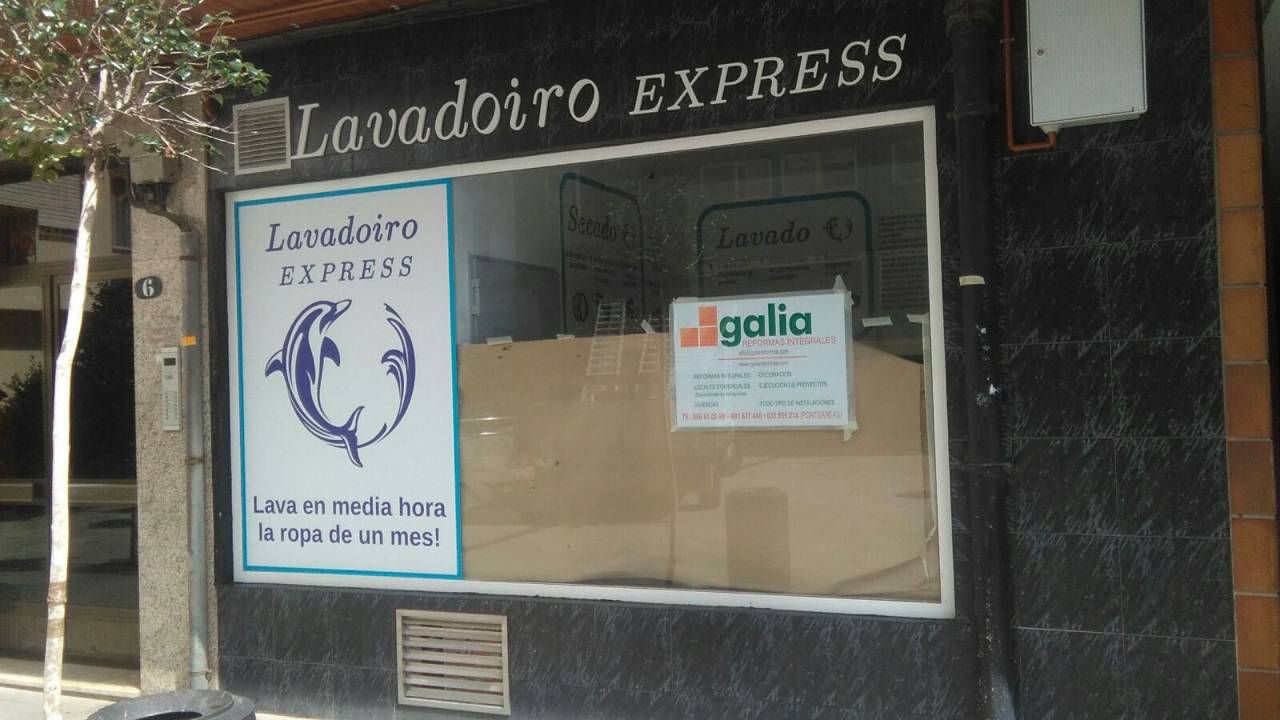 Lavadoiro EXPRESS
Lavadoiro
EXPRESS
Lava en media hora
la ropa de un mes!
6
Secado
Lavado
galia
REFORMAS INTEGRALES
-REFORMAS INTEGRALES
-DECORACIÓN
-LOCALES COMERCIALES
-EJECUCIÓN DE PROYECTOS
-VIVIENDAS
-TODO TIPO DE INSTALACIONES
(PONTEAREAS)